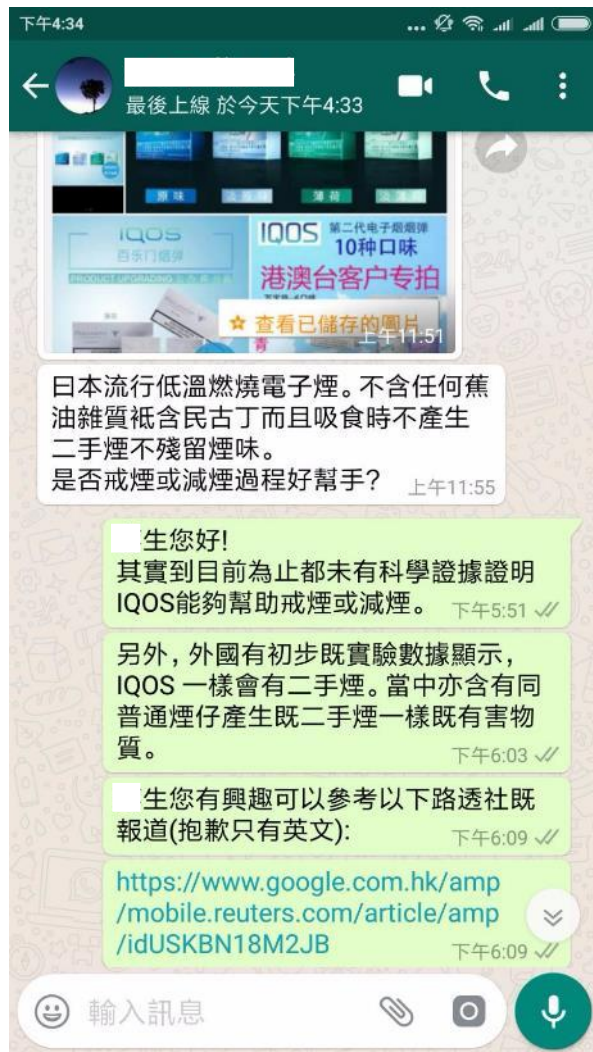 下午4:34
...
最後上線 於今天下午4:33
原味
薄荷
IQOS
百乐门烟弹
PRODUCT UPGRADING
IQOS 第二代电子烟烟弹
10种口味
港澳台客户专拍
☆ 查看已儲存的圖片
上午11:51
日本流行低溫燃燒電子煙。不含任何蕉
油雜質袛含民古丁而且吸食時不產生
二手煙不殘留煙味。
是否戒煙或減煙過程好幫手?
上午11:55
生您好!
其實到目前為止都未有科學證據證明
IQOS能夠幫助戒煙或減煙。
下午5:51
另外，外國有初步既實驗數據顯示，
IQOS 一樣會有二手煙。當中亦含有同
普通煙仔產生既二手煙一樣既有害物
質。
下午6:03
生您有興趣可以參考以下路透社既
報道(抱歉只有英文):
下午6:09
https://www.google.com.hk/amp
/mobile.reuters.com/article/amp
/idUSKBN18M2JB
下午6:09
輸入訊息